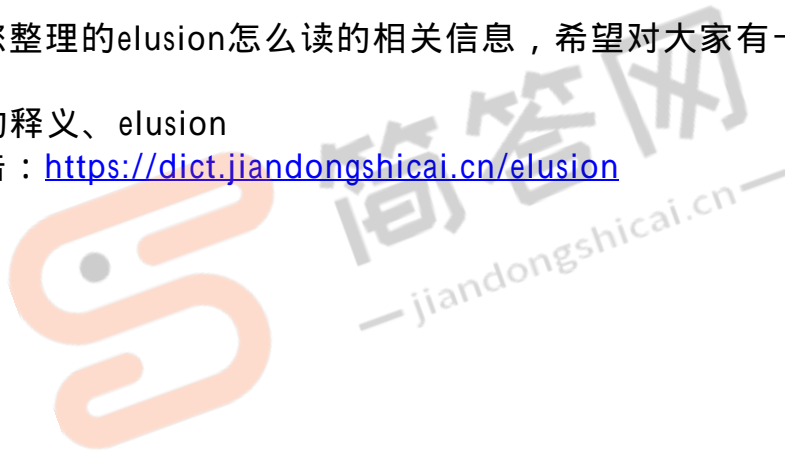 整理的elusion怎么读的相关信息，希望对大家有一
释义、elusion
：https://dict.jiandongshicai.cn/elusion
简答网
jiandongshicai.cn